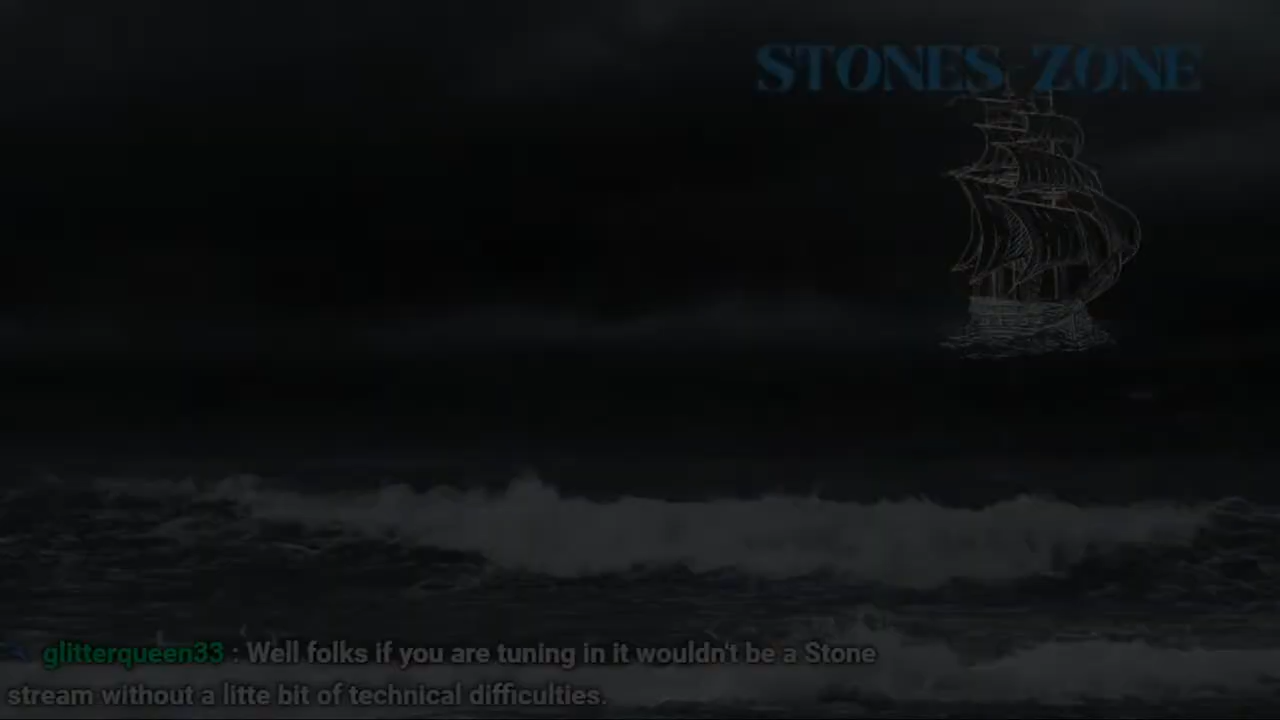 STONES ZONE
glitterqueen33 : Well folks if you are tuning in it wouldn't be a Stone
stream without a litte bit of technical difficulties.